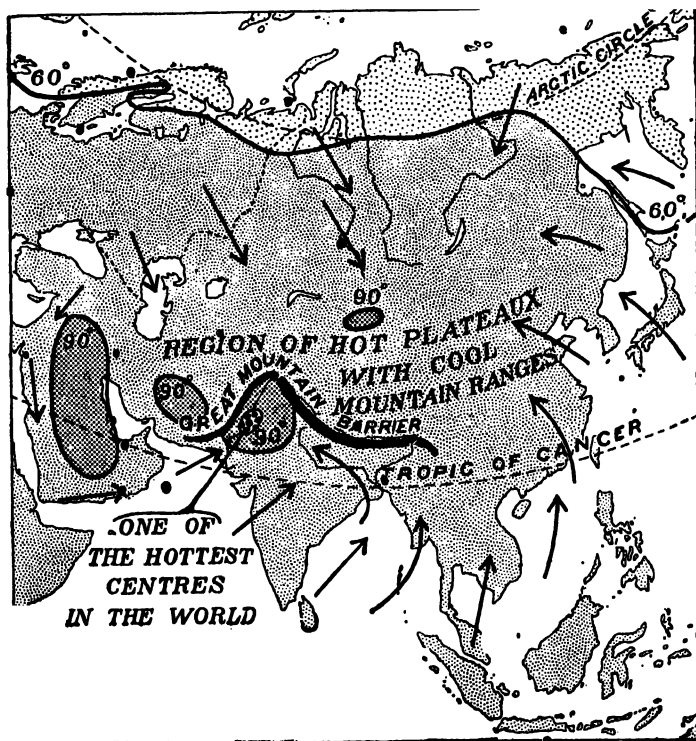 ARCTIC CIRCLE
60°
60°
90°
90°
REGION OF HOT PLATEAUX
WITH COOL
MOUNTAIN RANGES
90°
GREAT MOUNTAIN
BARRIER
90°
TROPIC OF CANCER
ONE OF
THE HOTTEST
CENTRES
IN THE WORLD